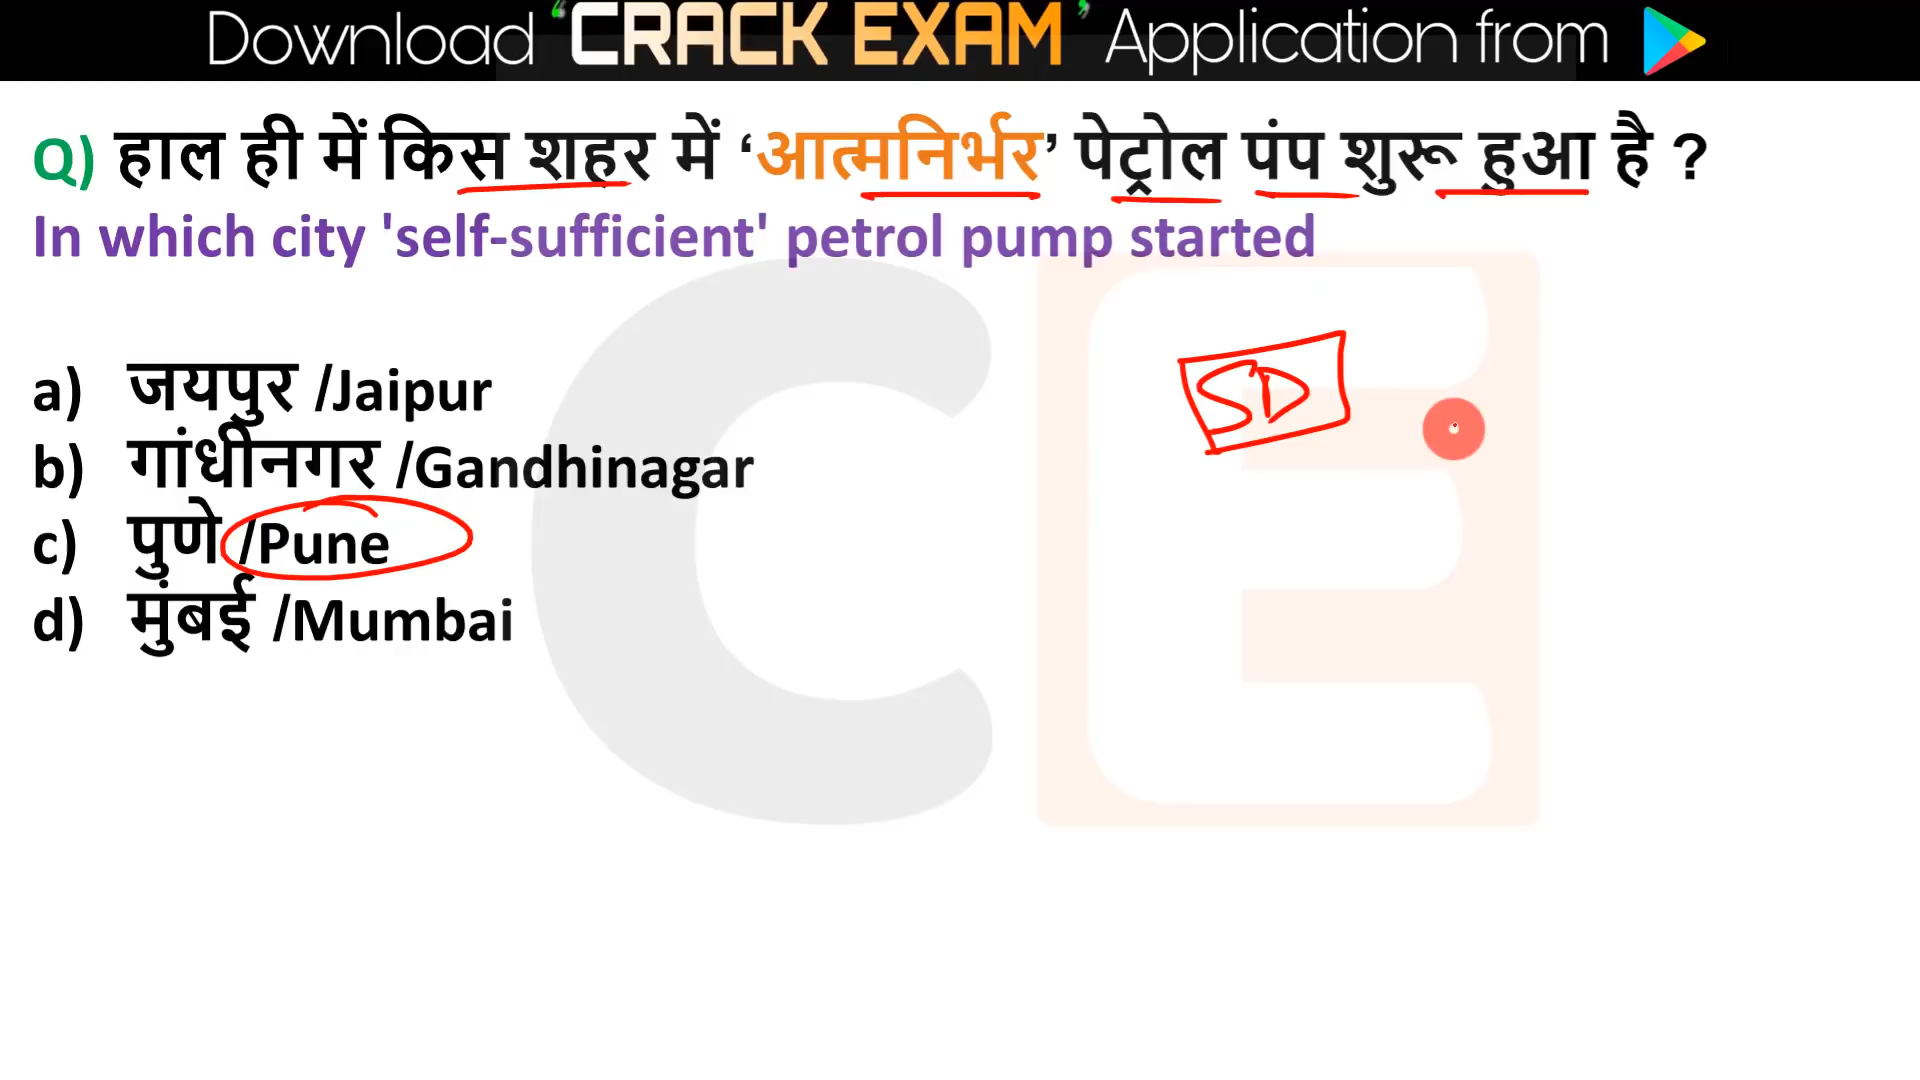 Download ‘CRACK EXAM’ Application from
Q) हाल ही में किस शहर में ‘आत्मनिर्भर’ पेट्रोल पंप शुरू हुआ है ?
In which city 'self-sufficient' petrol pump started
SD
a) जयपुर /Jaipur
b) गांधीनगर /Gandhinagar
c) पुणे /Pune
d) मुंबई /Mumbai
CE